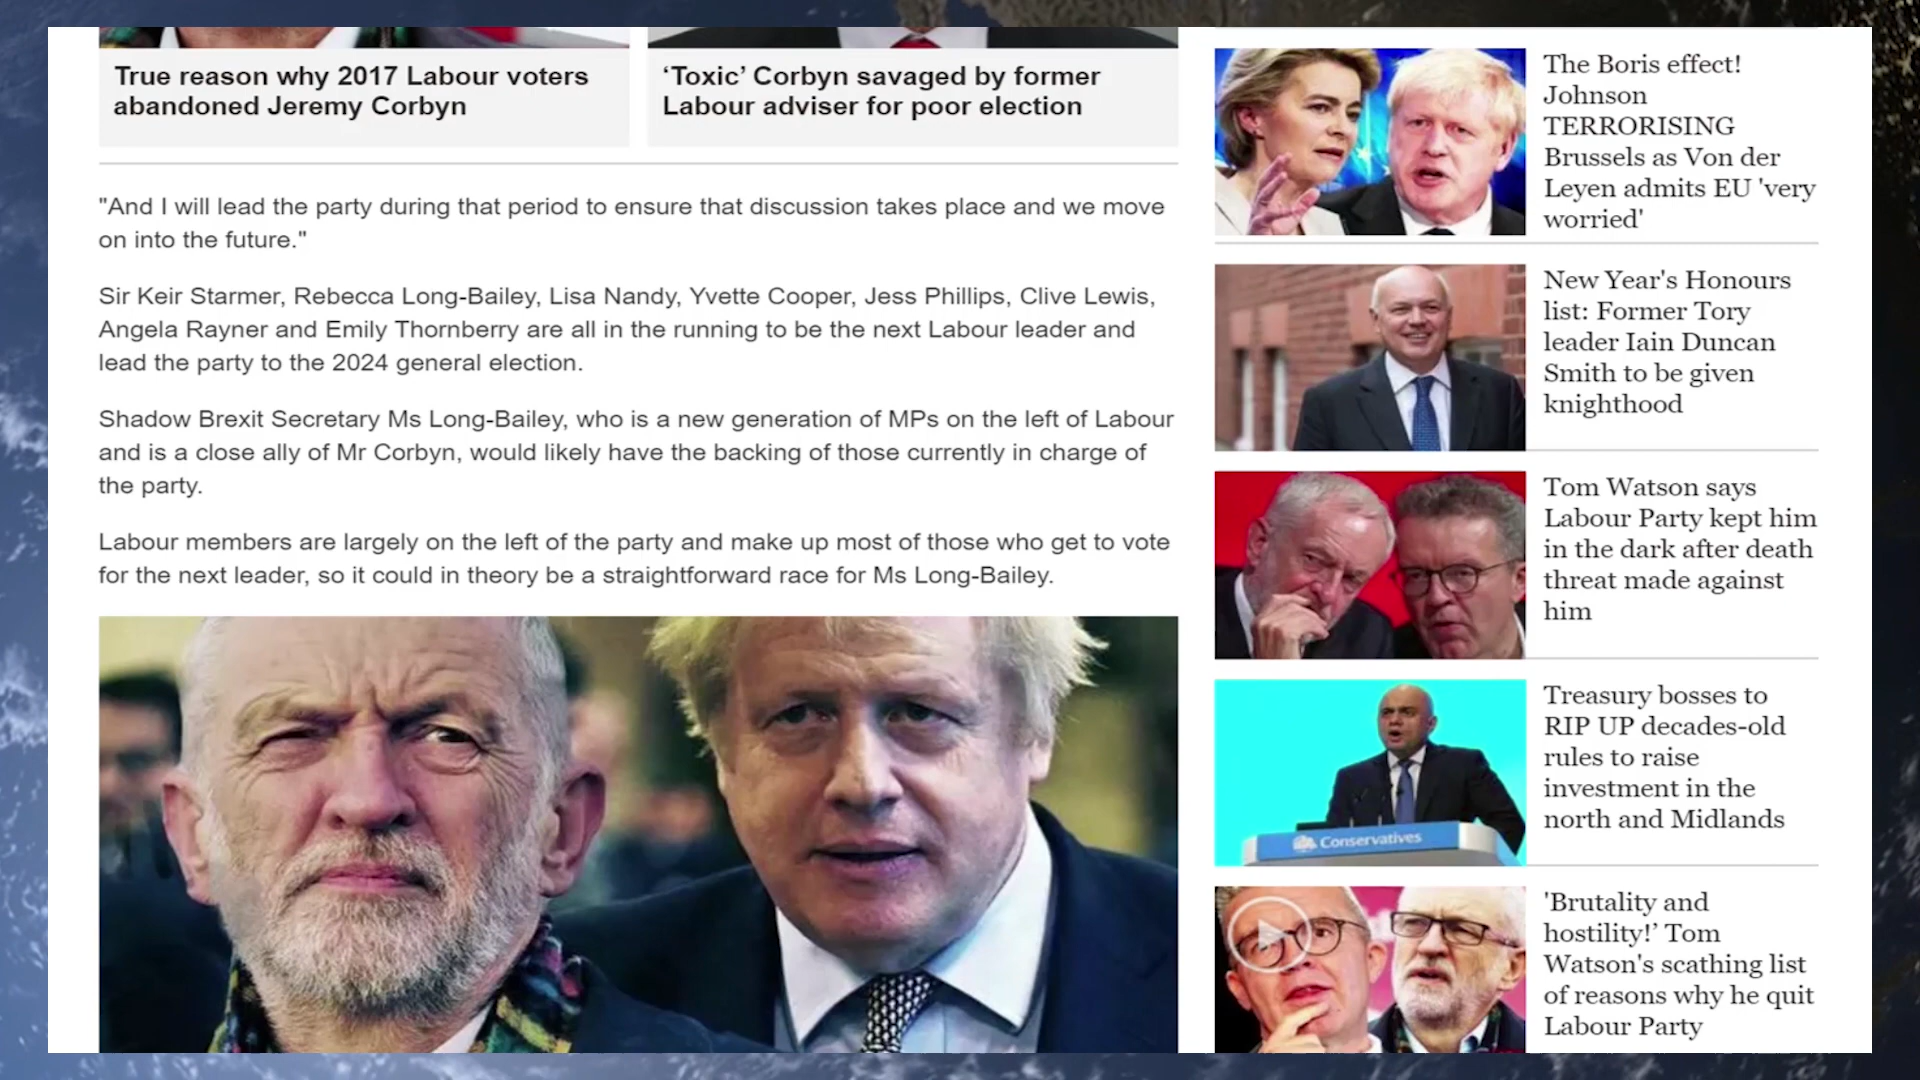 True reason why 2017 Labour voters
abandoned Jeremy Corbyn
‘Toxic’ Corbyn savaged by former
Labour adviser for poor election
"And I will lead the party during that period to ensure that discussion takes place and we move
on into the future."
Sir Keir Starmer, Rebecca Long-Bailey, Lisa Nandy, Yvette Cooper, Jess Phillips, Clive Lewis,
Angela Rayner and Emily Thornberry are all in the running to be the next Labour leader and
lead the party to the 2024 general election.
Shadow Brexit Secretary Ms Long-Bailey, who is a new generation of MPs on the left of Labour
and is a close ally of Mr Corbyn, would likely have the backing of those currently in charge of
the party.
Labour members are largely on the left of the party and make up most of those who get to vote
for the next leader, so it could in theory be a straightforward race for Ms Long-Bailey.
The Boris effect!
Johnson
TERRORISING
Brussels as Von der
Leyen admits EU 'very
worried'
New Year's Honours
list: Former Tory
leader Iain Duncan
Smith to be given
knighthood
Tom Watson says
Labour Party kept him
in the dark after death
threat made against
him
Treasury bosses to
RIP UP decades-old
rules to raise
investment in the
north and Midlands
Conservatives
'Brutality and
hostility!’ Tom
Watson's scathing list
of reasons why he quit
Labour Party